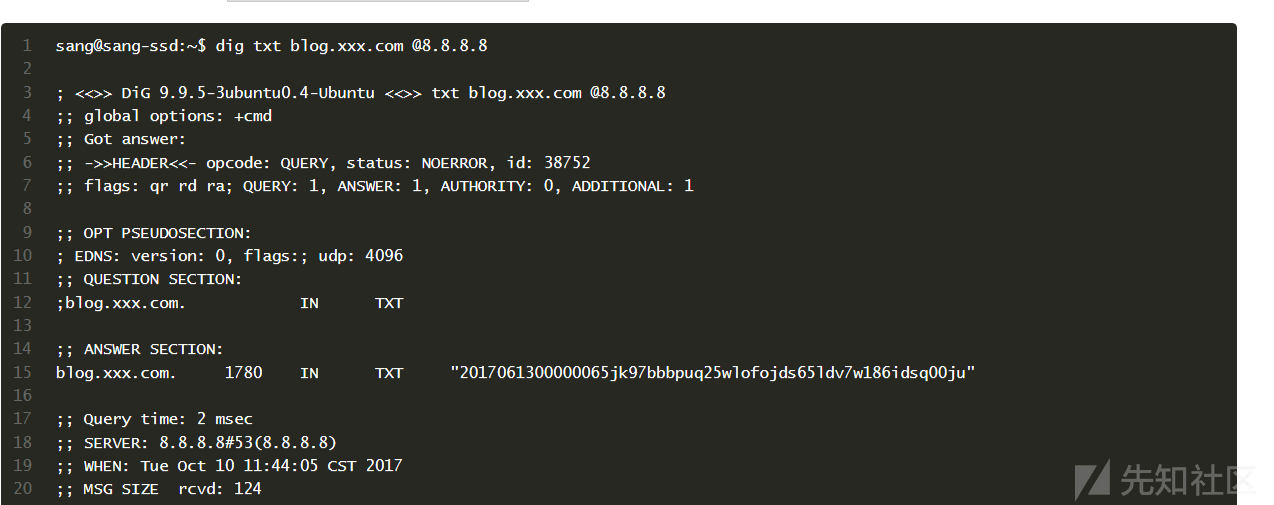 1 sang@sang-ssd:~$ dig txt blog.xxx.com @8.8.8.8
2
3 ; <<>> DiG 9.9.5-3ubuntu0.4-Ubuntu <<>> txt blog.xxx.com @8.8.8.8
4 ;; global options: +cmd
5 ;; Got answer:
6 ;; ->>HEADER<<- opcode: QUERY, status: NOERROR, id: 38752
7 ;; flags: qr rd ra; QUERY: 1, ANSWER: 1, AUTHORITY: 0, ADDITIONAL: 1
8
9 ;; OPT PSEUDOSECTION:
10 ; EDNS: version: 0, flags:; udp: 4096
11 ;; QUESTION SECTION:
12 ;blog.xxx.com. IN TXT
13
14 ;; ANSWER SECTION:
15 blog.xxx.com. 1780 IN TXT "2017061300000065jk97bbbpuq25wlofojds65ldv7w186idsq00ju"
16
17 ;; Query time: 2 msec
18 ;; SERVER: 8.8.8.8#53(8.8.8.8)
19 ;; WHEN: Tue Oct 10 11:44:05 CST 2017
20 ;; MSG SIZE rcvd: 124
先知社区